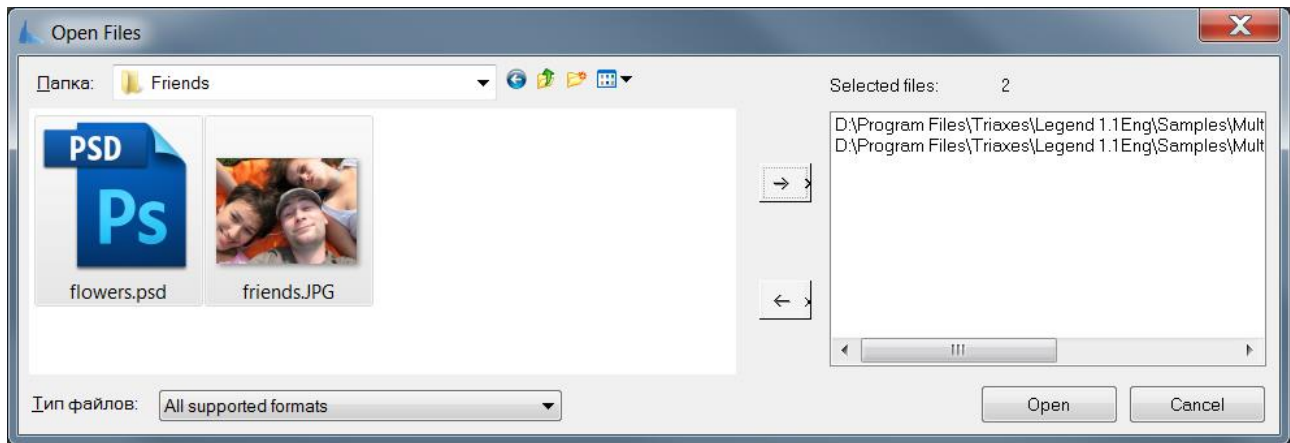 Open Files
Папка: Friends
Selected files: 2
D:\Program Files\Triaxes\Legend 1.1Eng\Samples\Mult
D:\Program Files\Triaxes\Legend 1.1Eng\Samples\Mult
PSD
Ps
flowers.psd
friends.JPG
Тип файлов: All supported formats
Open
Cancel